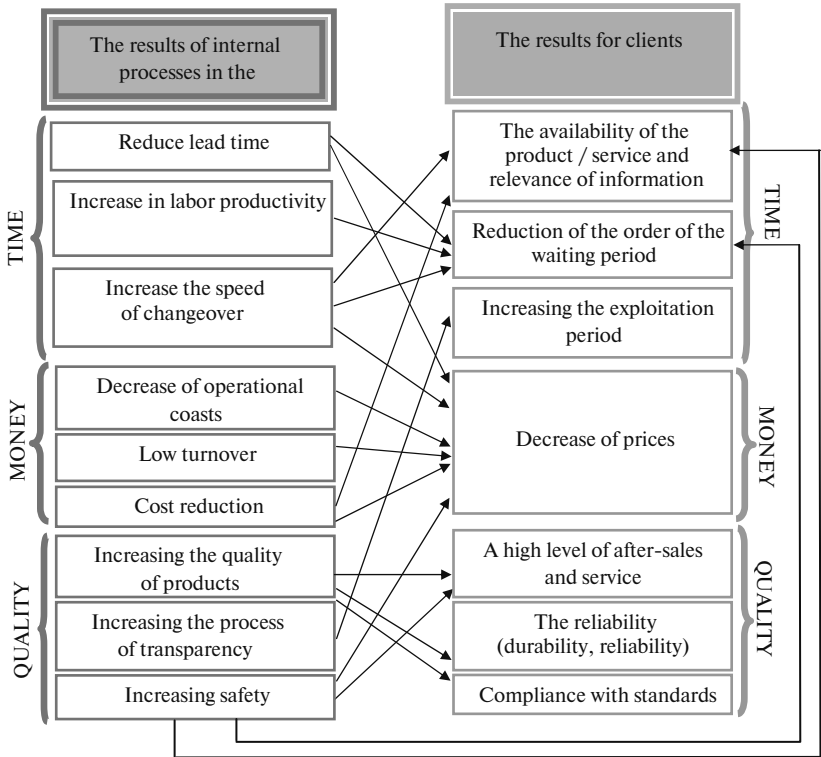 The results of internal
processes in the
The results for clients
TIME
Reduce lead time
Increase in labor productivity
Increase the speed
of changeover
MONEY
Decrease of operational
coasts
Low turnover
Cost reduction
QUALITY
Increasing the quality
of products
Increasing the process
of transparency
Increasing safety
The availability of the
product / service and
relevance of information
Reduction of the order of the
waiting period
Increasing the exploitation
period
TIME
Decrease of prices
MONEY
A high level of after-sales
and service
The reliability
(durability, reliability)
Compliance with standards
QUALITY